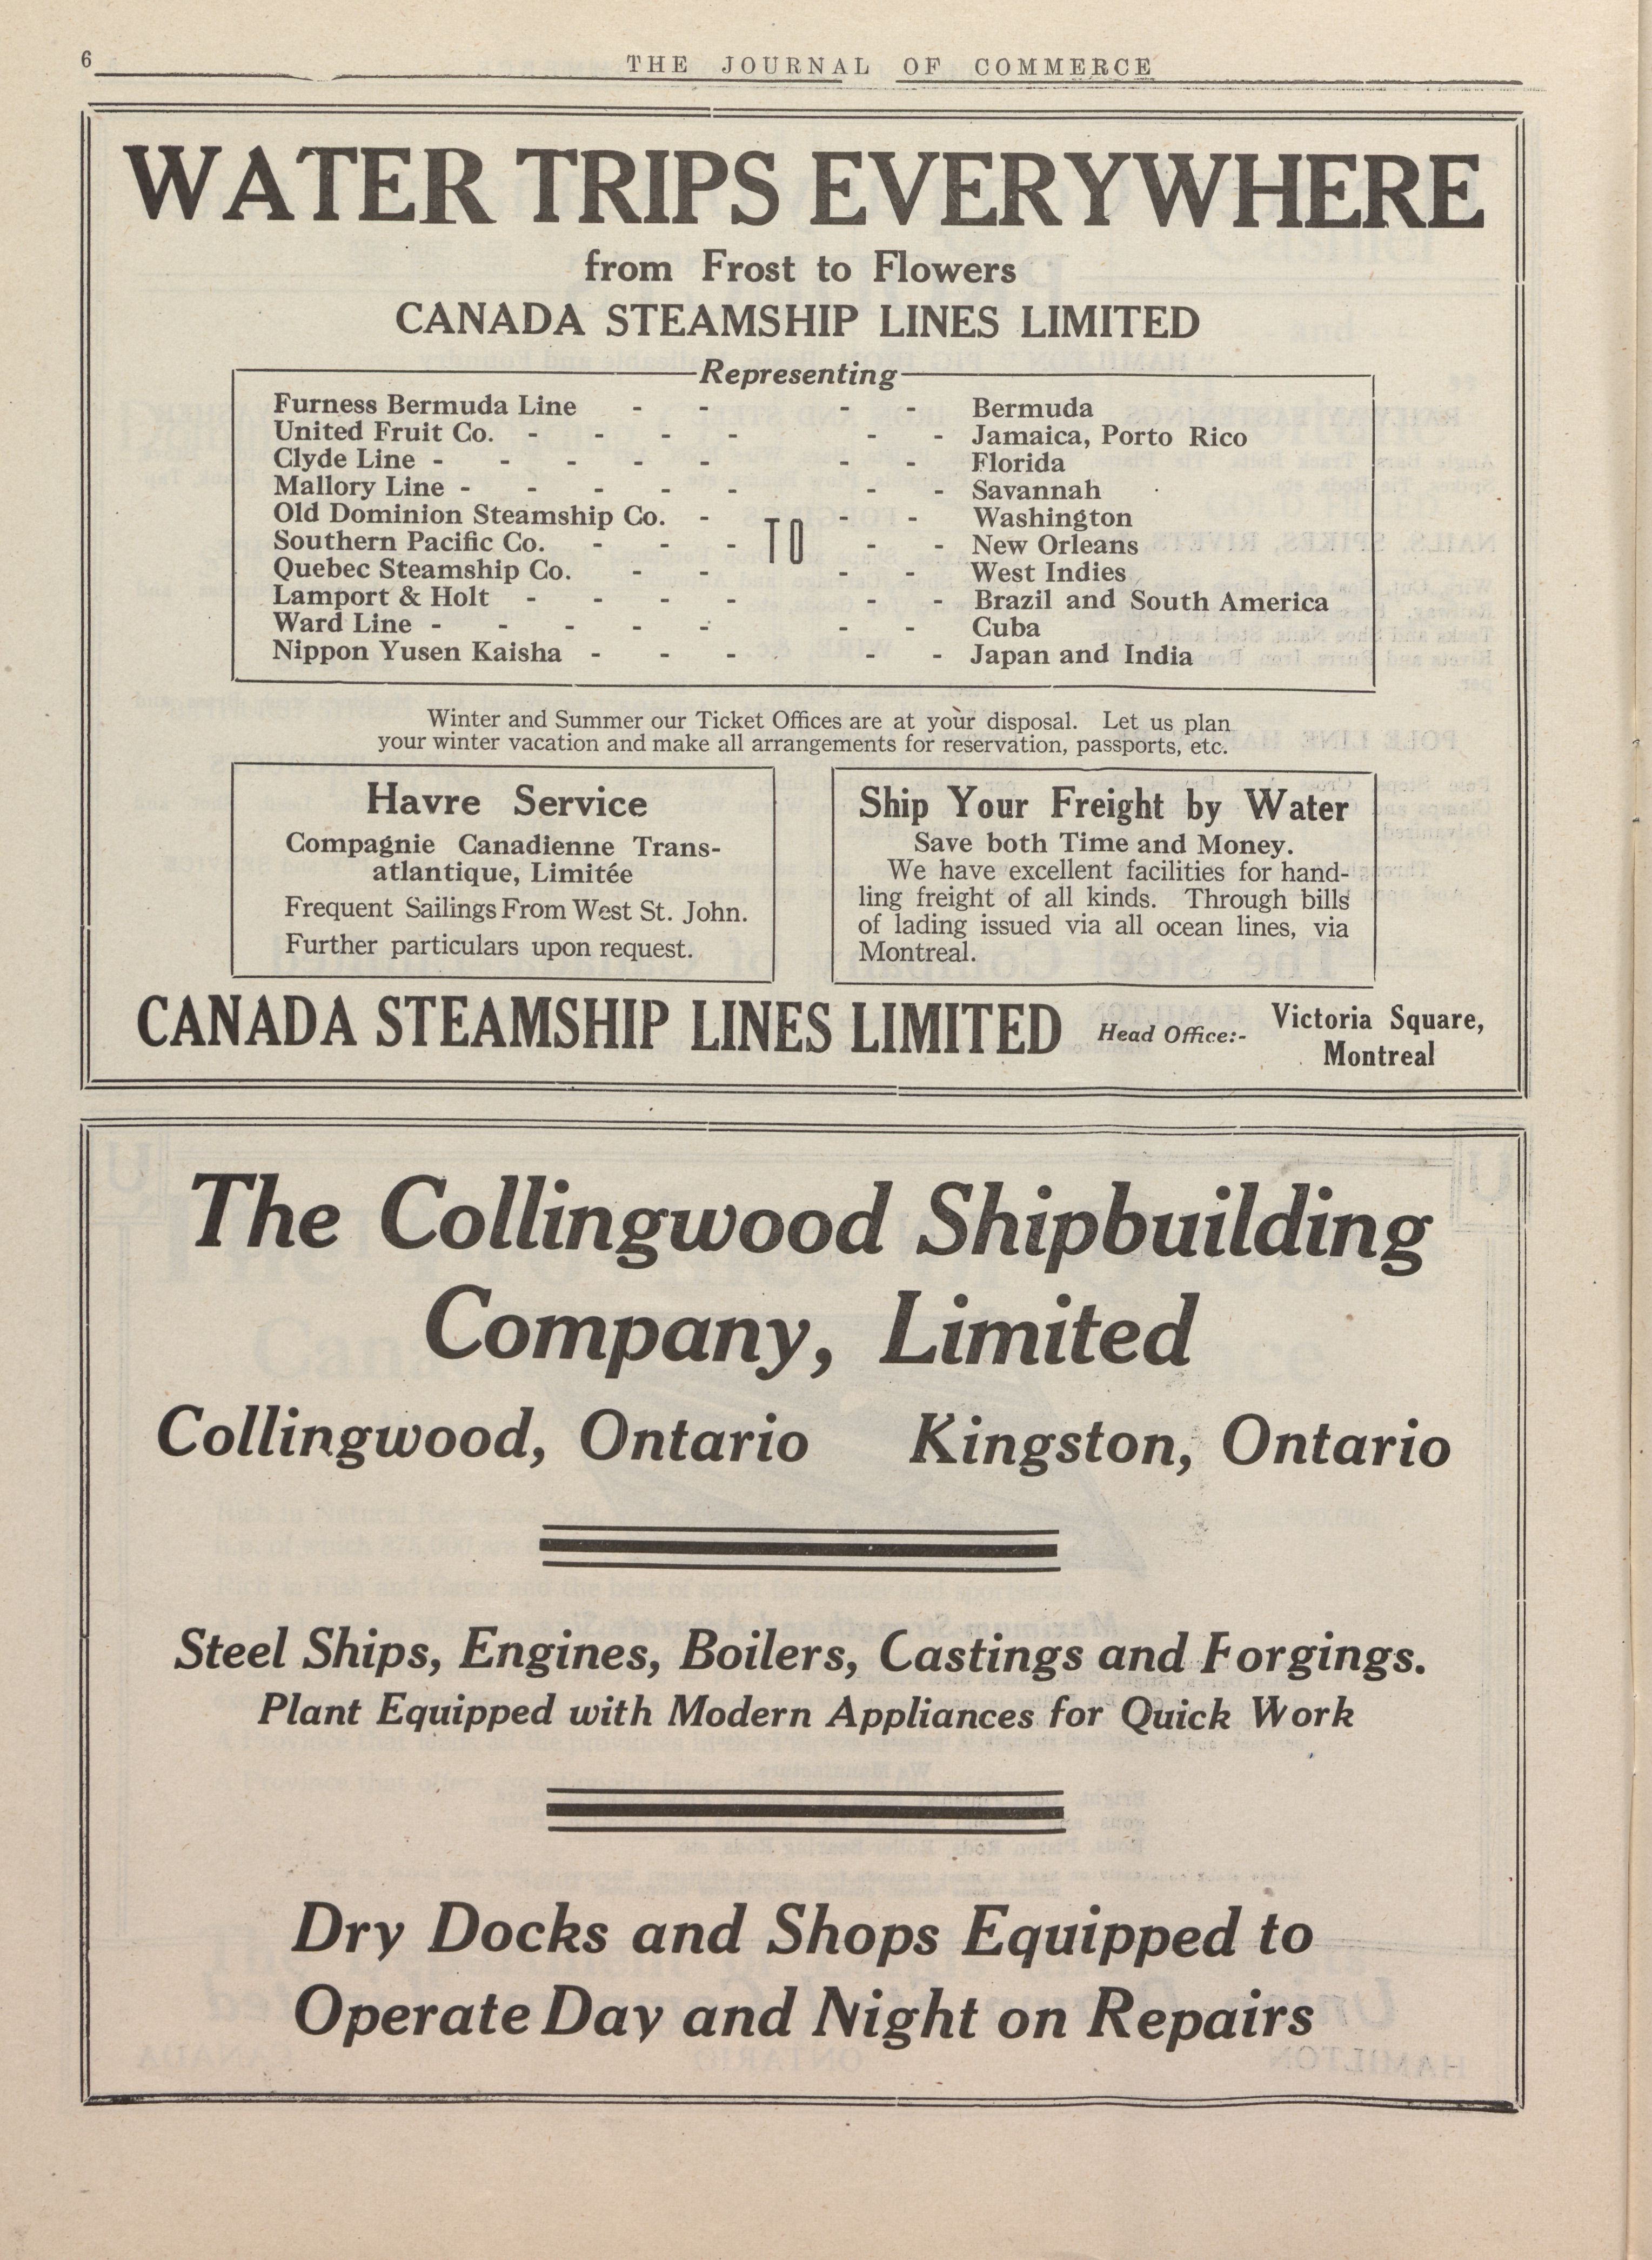 6
THE JOURNAL OF COMMERCE
WATER TRIPS EVERYWHERE
from Frost to Flowers
CANADA STEAMSHIP LINES LIMITED
Representing
Furness Bermuda Line - - - - Bermuda
United Fruit Co. - - - - - - Jamaica, Porto Rico
Clyde Line - - - - - - - Florida
Mallory Line - - - - - - - Savannah
Old Dominion Steamship Co. - - - Washington
TO
Southern Pacific Co. - - - - - New Orleans
Quebec Steamship Co. - - - - West Indies
Lamport & Holt - - - - - - Brazil and South America
Ward Line - - - - - - - Cuba
Nippon Yusen Kaisha - - - - - Japan and India
Winter and Summer our Ticket Offices are at your disposal. Let us plan
your winter vacation and make all arrangements for reservation, passports, etc.
Havre Service
Compagnie Canadienne Trans-
atlantique, Limitée
Frequent Sailings From West St. John.
Further particulars upon request.
Ship Your Freight by Water
Save both Time and Money.
We have excellent facilities for hand-
ling freight of all kinds. Through bills
of lading issued via all ocean lines, via
Montreal.
CANADA STEAMSHIP LINES LIMITED Head Office:- Victoria Square,
Montreal
The Collingwood Shipbuilding
Company, Limited
Collingwood, Ontario Kingston, Ontario
Steel Ships, Engines, Boilers, Castings and Forgings.
Plant Equipped with Modern Appliances for Quick Work
Dry Docks and Shops Equipped to
Operate Day and Night on Repairs